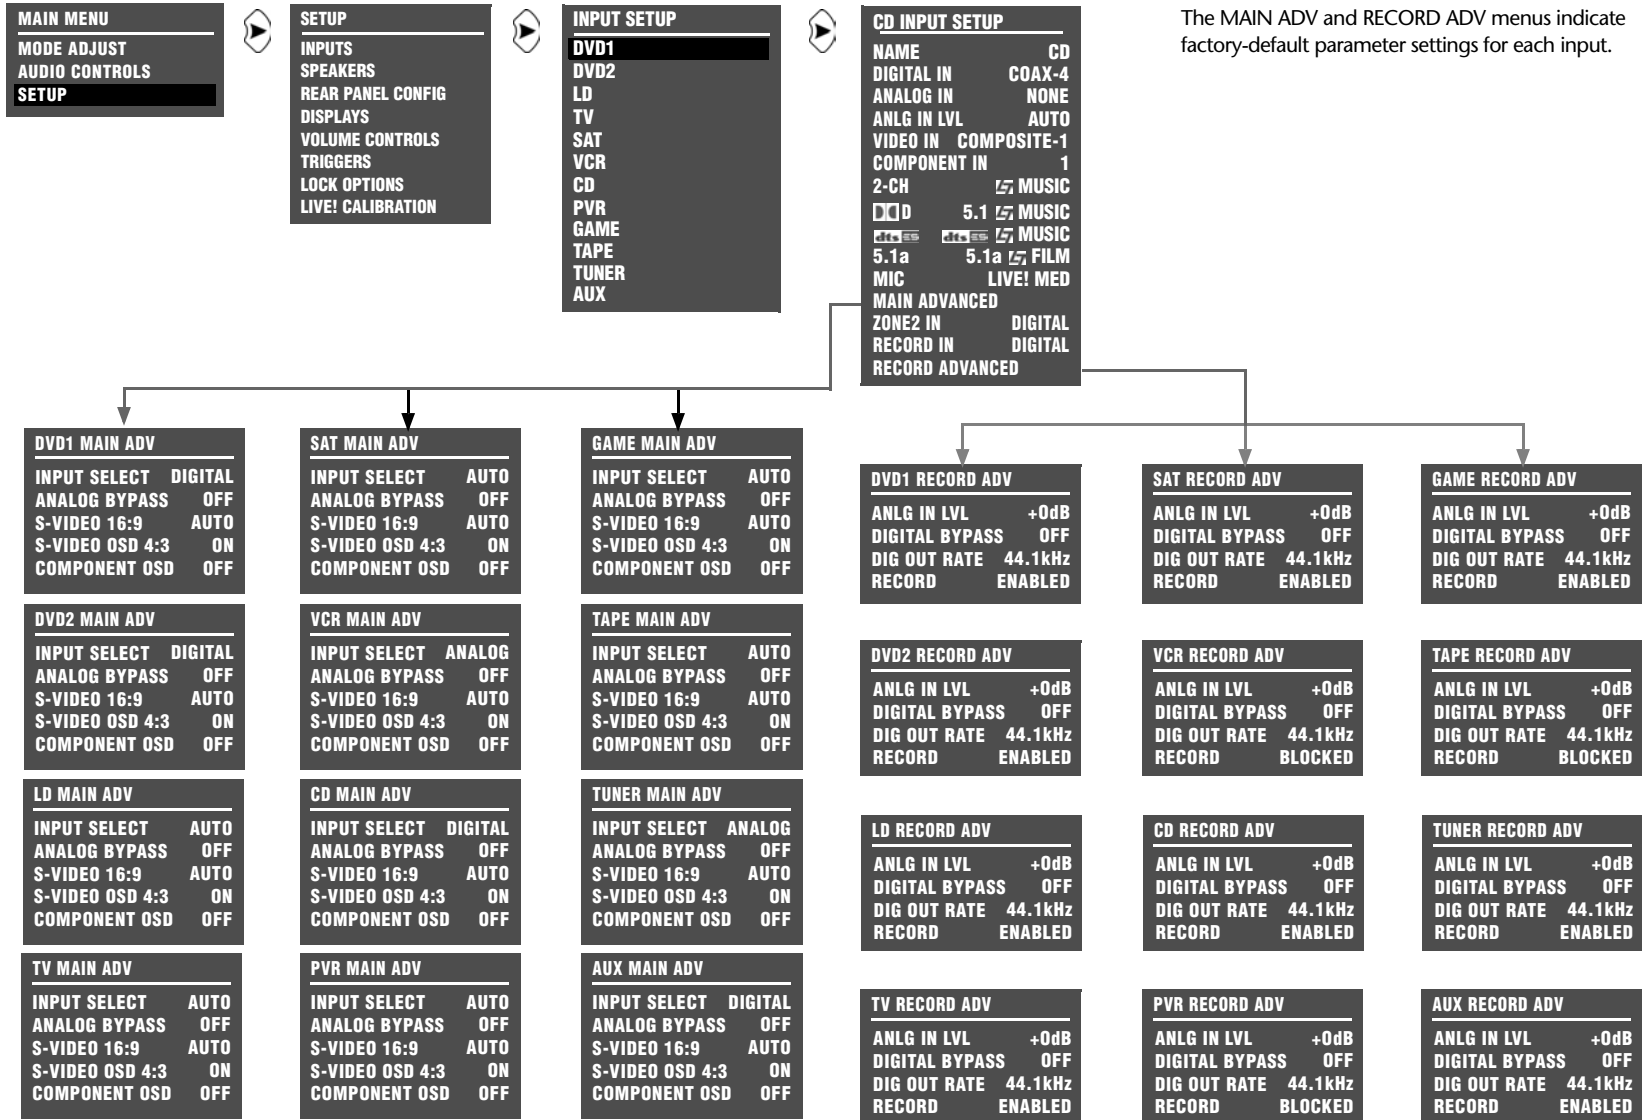 MAIN MENU
MODE ADJUST
AUDIO CONTROLS
SETUP
SETUP
INPUTS
SPEAKERS
REAR PANEL CONFIG
DISPLAYS
VOLUME CONTROLS
TRIGGERS
LOCK OPTIONS
LIVE! CALIBRATION
INPUT SETUP
DVD1
DVD2
LD
TV
SAT
VCR
CD
PVR
GAME
TAPE
TUNER
AUX
CD INPUT SETUP
NAME CD
DIGITAL IN COAX-4
ANALOG IN NONE
ANLG IN LVL AUTO
VIDEO IN COMPOSITE-1
COMPONENT IN 1
2-CH L7 MUSIC
D 5.1 L7 MUSIC
dts ES dts ES L7 MUSIC
5.1a 5.1a L7 FILM
MIC LIVE! MED
MAIN ADVANCED
ZONE2 IN DIGITAL
RECORD IN DIGITAL
RECORD ADVANCED
The MAIN ADV and RECORD ADV menus indicate
factory-default parameter settings for each input.
DVD1 MAIN ADV
INPUT SELECT DIGITAL
ANALOG BYPASS OFF
S-VIDEO 16:9 AUTO
S-VIDEO OSD 4:3 ON
COMPONENT OSD OFF
DVD2 MAIN ADV
INPUT SELECT DIGITAL
ANALOG BYPASS OFF
S-VIDEO 16:9 AUTO
S-VIDEO OSD 4:3 ON
COMPONENT OSD OFF
LD MAIN ADV
INPUT SELECT AUTO
ANALOG BYPASS OFF
S-VIDEO 16:9 AUTO
S-VIDEO OSD 4:3 ON
COMPONENT OSD OFF
TV MAIN ADV
INPUT SELECT AUTO
ANALOG BYPASS OFF
S-VIDEO 16:9 AUTO
S-VIDEO OSD 4:3 ON
COMPONENT OSD OFF
SAT MAIN ADV
INPUT SELECT AUTO
ANALOG BYPASS OFF
S-VIDEO 16:9 AUTO
S-VIDEO OSD 4:3 ON
COMPONENT OSD OFF
VCR MAIN ADV
INPUT SELECT ANALOG
ANALOG BYPASS OFF
S-VIDEO 16:9 AUTO
S-VIDEO OSD 4:3 ON
COMPONENT OSD OFF
CD MAIN ADV
INPUT SELECT DIGITAL
ANALOG BYPASS OFF
S-VIDEO 16:9 AUTO
S-VIDEO OSD 4:3 ON
COMPONENT OSD OFF
PVR MAIN ADV
INPUT SELECT AUTO
ANALOG BYPASS OFF
S-VIDEO 16:9 AUTO
S-VIDEO OSD 4:3 ON
COMPONENT OSD OFF
GAME MAIN ADV
INPUT SELECT AUTO
ANALOG BYPASS OFF
S-VIDEO 16:9 AUTO
S-VIDEO OSD 4:3 ON
COMPONENT OSD OFF
TAPE MAIN ADV
INPUT SELECT AUTO
ANALOG BYPASS OFF
S-VIDEO 16:9 AUTO
S-VIDEO OSD 4:3 ON
COMPONENT OSD OFF
TUNER MAIN ADV
INPUT SELECT ANALOG
ANALOG BYPASS OFF
S-VIDEO 16:9 AUTO
S-VIDEO OSD 4:3 ON
COMPONENT OSD OFF
AUX MAIN ADV
INPUT SELECT DIGITAL
ANALOG BYPASS OFF
S-VIDEO 16:9 AUTO
S-VIDEO OSD 4:3 ON
COMPONENT OSD OFF
DVD1 RECORD ADV
ANLG IN LVL +0dB
DIGITAL BYPASS OFF
DIG OUT RATE 44.1kHz
RECORD ENABLED
DVD2 RECORD ADV
ANLG IN LVL +0dB
DIGITAL BYPASS OFF
DIG OUT RATE 44.1kHz
RECORD ENABLED
LD RECORD ADV
ANLG IN LVL +0dB
DIGITAL BYPASS OFF
DIG OUT RATE 44.1kHz
RECORD ENABLED
TV RECORD ADV
ANLG IN LVL +0dB
DIGITAL BYPASS OFF
DIG OUT RATE 44.1kHz
RECORD ENABLED
SAT RECORD ADV
ANLG IN LVL +0dB
DIGITAL BYPASS OFF
DIG OUT RATE 44.1kHz
RECORD ENABLED
VCR RECORD ADV
ANLG IN LVL +0dB
DIGITAL BYPASS OFF
DIG OUT RATE 44.1kHz
RECORD BLOCKED
CD RECORD ADV
ANLG IN LVL +0dB
DIGITAL BYPASS OFF
DIG OUT RATE 44.1kHz
RECORD ENABLED
PVR RECORD ADV
ANLG IN LVL +0dB
DIGITAL BYPASS OFF
DIG OUT RATE 44.1kHz
RECORD BLOCKED
GAME RECORD ADV
ANLG IN LVL +0dB
DIGITAL BYPASS OFF
DIG OUT RATE 44.1kHz
RECORD ENABLED
TAPE RECORD ADV
ANLG IN LVL +0dB
DIGITAL BYPASS OFF
DIG OUT RATE 44.1kHz
RECORD BLOCKED
TUNER RECORD ADV
ANLG IN LVL +0dB
DIGITAL BYPASS OFF
DIG OUT RATE 44.1kHz
RECORD ENABLED
AUX RECORD ADV
ANLG IN LVL +0dB
DIGITAL BYPASS OFF
DIG OUT RATE 44.1kHz
RECORD ENABLED